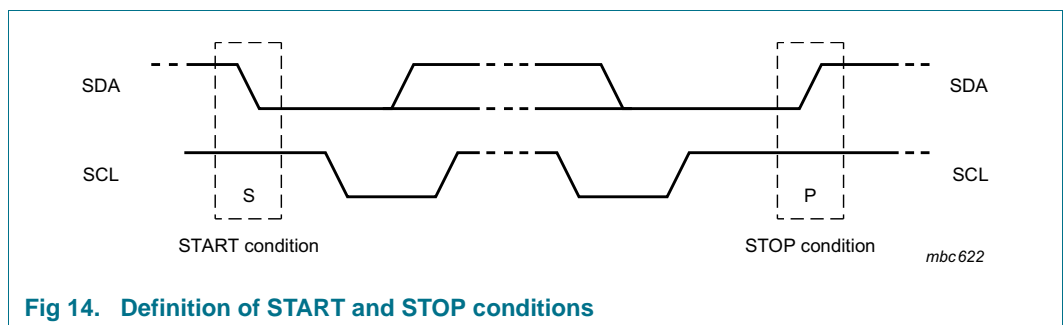 SDA
SDA
SCL
SCL
S
P
START condition
STOP condition
mbc622
Fig 14. Definition of START and STOP conditions